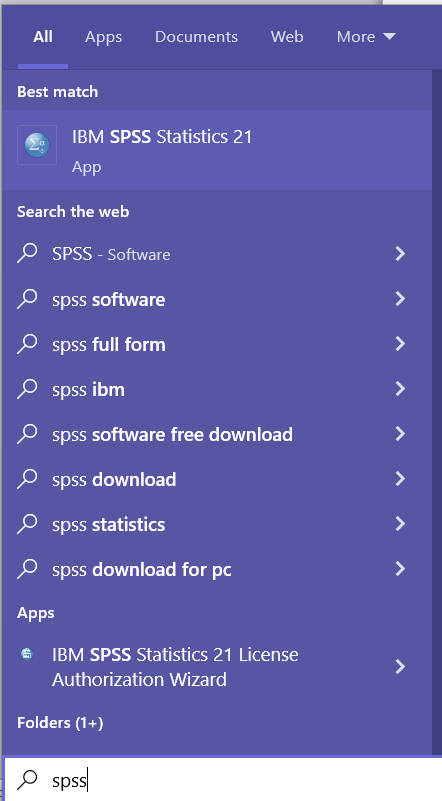 All Apps Documents Web More
Best match
IBM SPSS Statistics 21
App
Search the web
SPSS - Software
spss software
spss full form
spss ibm
spss software free download
spss download
spss statistics
spss download for pc
Apps
IBM SPSS Statistics 21 License
Authorization Wizard
Folders (1+)
spss